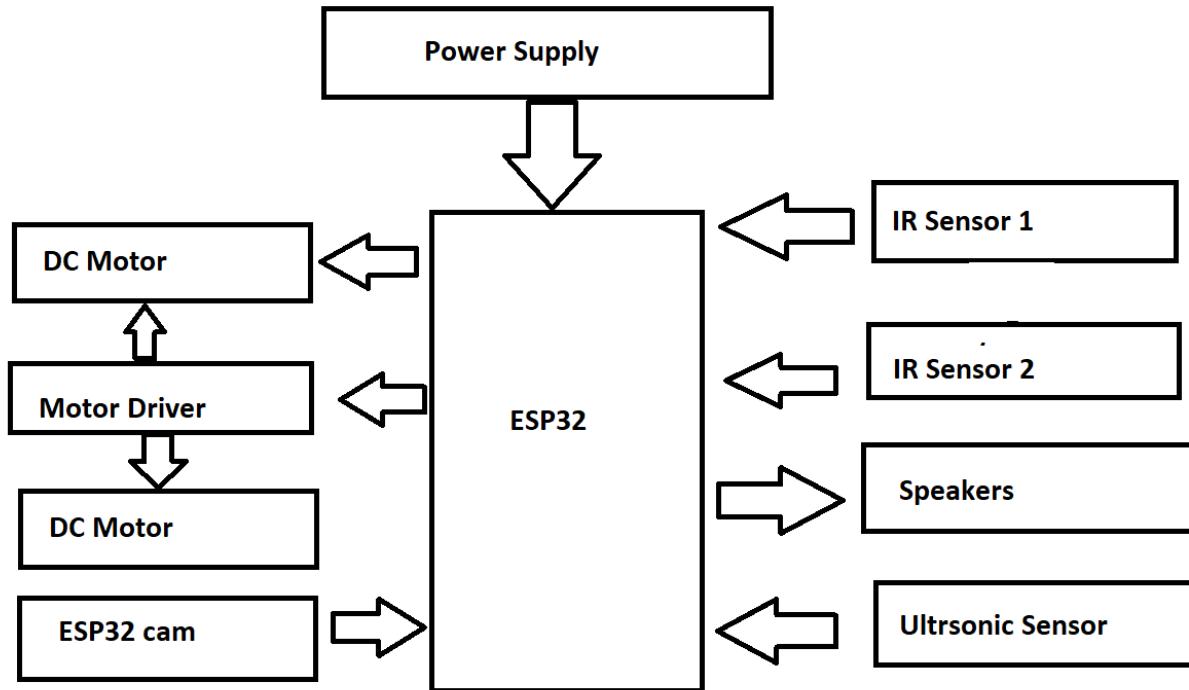 Power Supply
DC Motor
IR Sensor 1
Motor Driver
ESP32
IR Sensor 2
DC Motor
Speakers
ESP32 cam
Ultrsonic Sensor